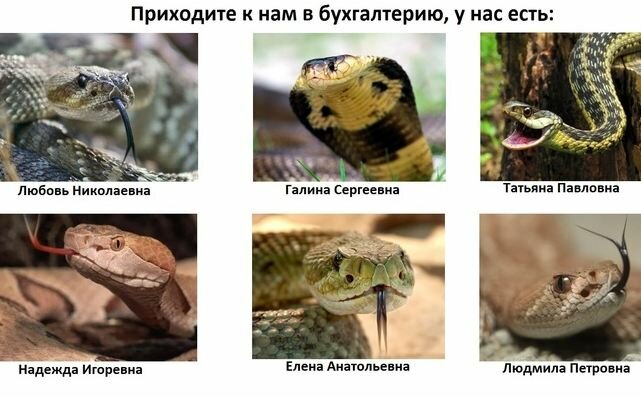 Приходите к нам в бухгалтерию, у нас есть:
Любовь Николаевна
Галина Сергеевна
Татьяна Павловна
Надежда Игоревна
Елена Анатольевна
Людмила Петровна